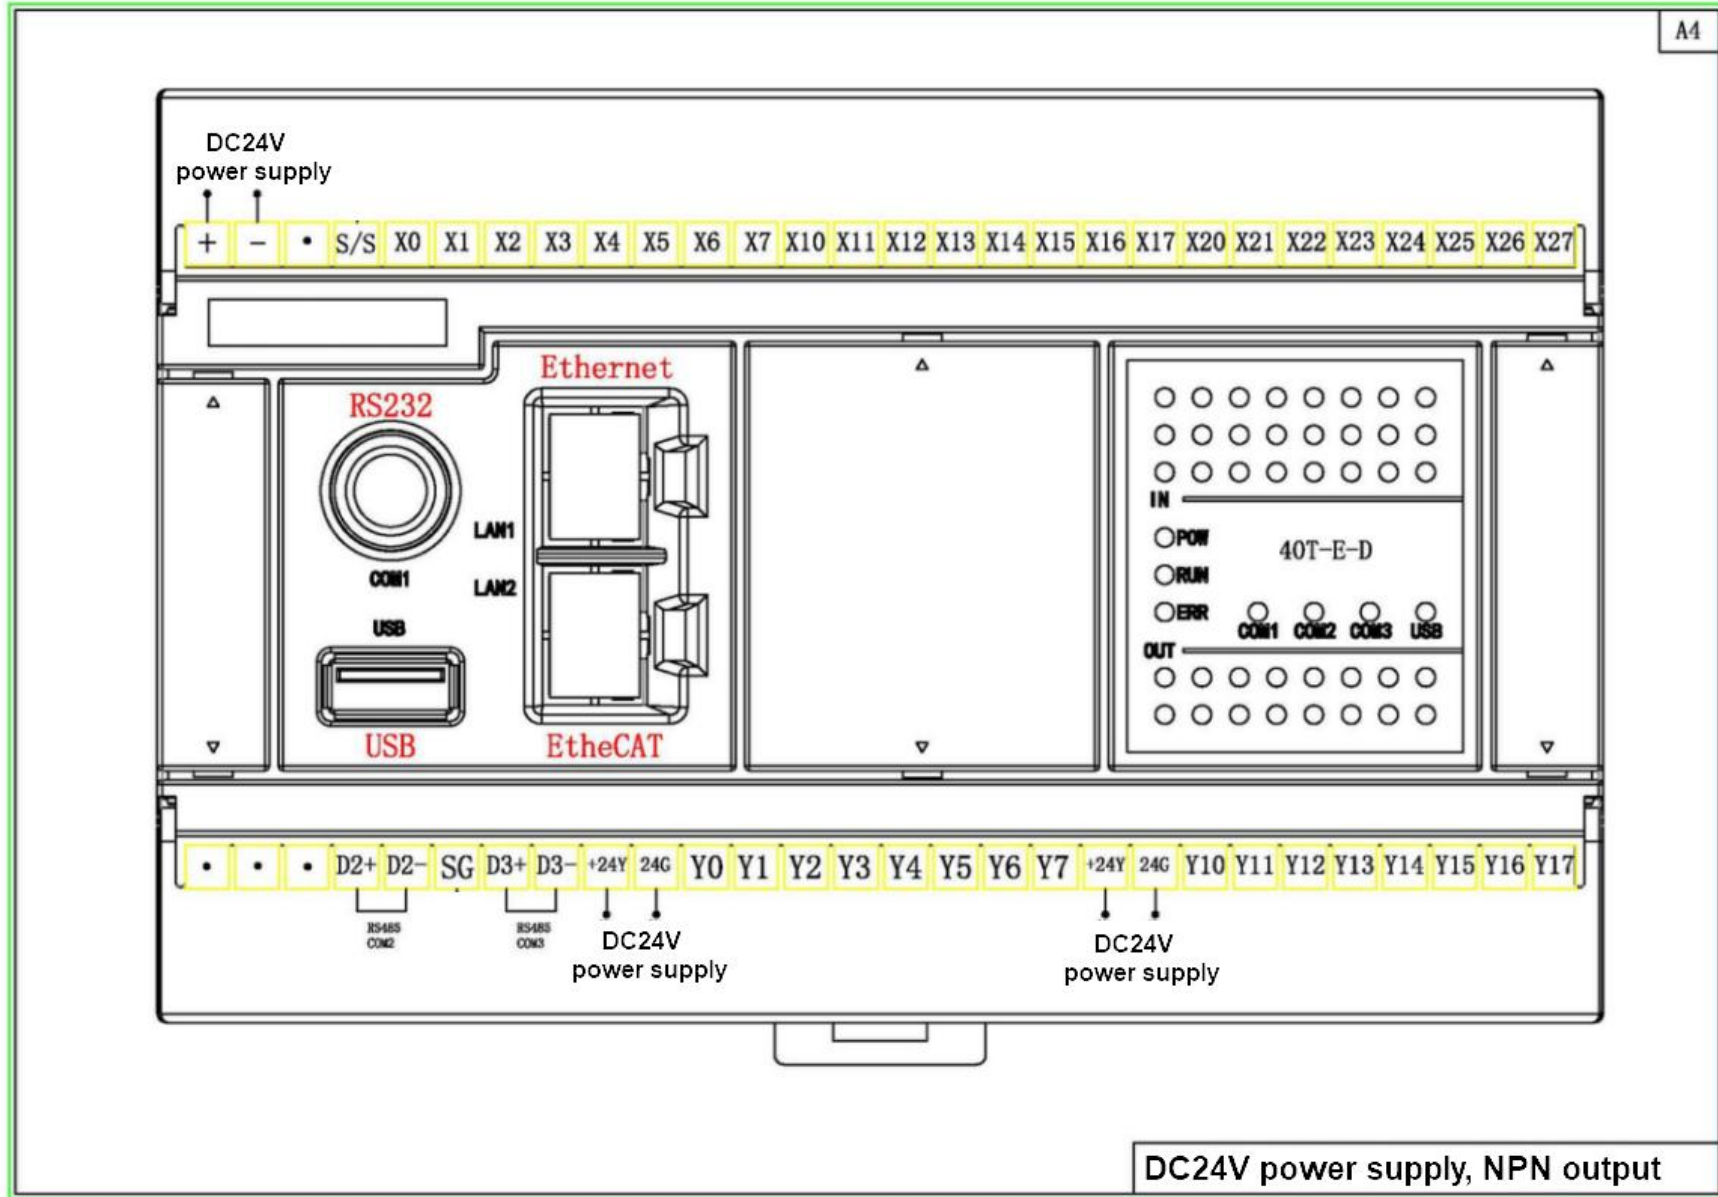 A4
DC24V
power supply
+ - • S/S X0 X1 X2 X3 X4 X5 X6 X7 X10 X11 X12 X13 X14 X15 X16 X17 X20 X21 X22 X23 X24 X25 X26 X27
Ethernet
RS232
LAN1
COM1
LAN2
USB
USB
EtheCAT
IN
POW
40T-E-D
RUN
ERR
COM1 COM2 COM3 USB
OUT
• • • D2+ D2- SG D3+ D3- +24Y 24G Y0 Y1 Y2 Y3 Y4 Y5 Y6 Y7 +24Y 24G Y10 Y11 Y12 Y13 Y14 Y15 Y16 Y17
RS485
COM2
RS485
COM3
DC24V
power supply
DC24V
power supply
DC24V power supply, NPN output